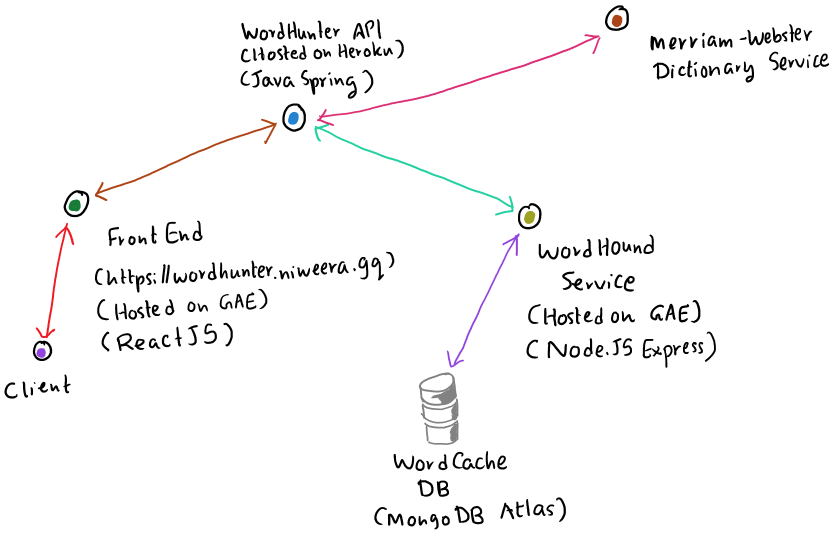 WordHunter API
(Hosted on Heroku)
(Java Spring)
Merriam-Webster
Dictionary Service
Front End
(https://wordhunter.niweera.gq)
(Hosted on GAE)
(ReactJS)
Client
WordHound
Service
(Hosted on GAE)
(Node.JS Express)
WordCache
DB
(MongoDB Atlas)